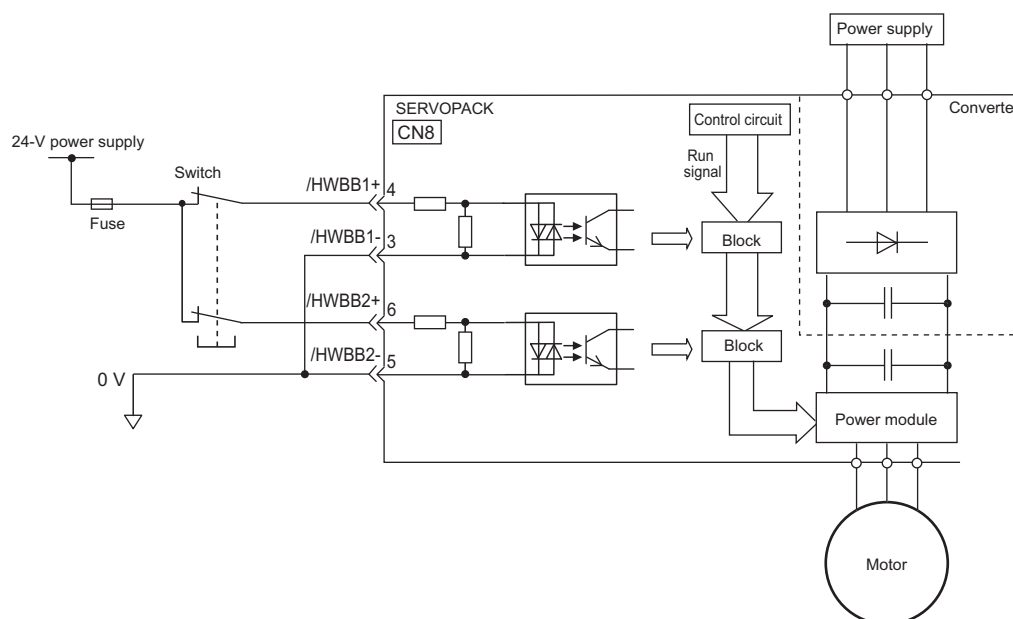 Power supply
SERVOPACK
Converte
CN8
Control circuit
24-V power supply
Run
signal
Switch
/HWBB1+
4
Fuse
/HWBB1-
3
Block
/HWBB2+
6
/HWBB2-
5
Block
0 V
Power module
Motor